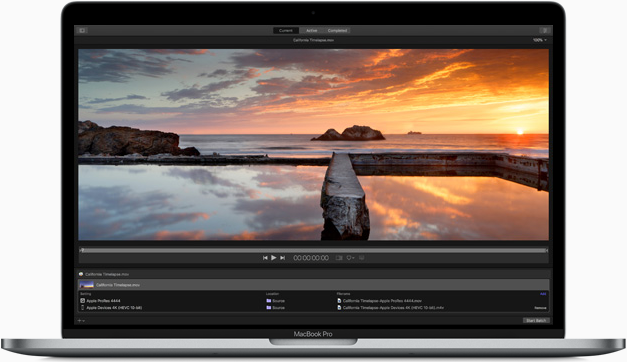 Current Active Completed
California Timelapse.mov 100%
00:00:00:00
California Timelapse.mov
California Timelapse.mov
Setting Location Filename Add
Apple ProRes 4444 Source California Timelapse-Apple ProRes 4444.mov
Apple Devices 4K (HEVC 10-bit) Source California Timelapse-Apple Devices 4K (HEVC 10-bit).m4v Remove
Start Batch
MacBook Pro